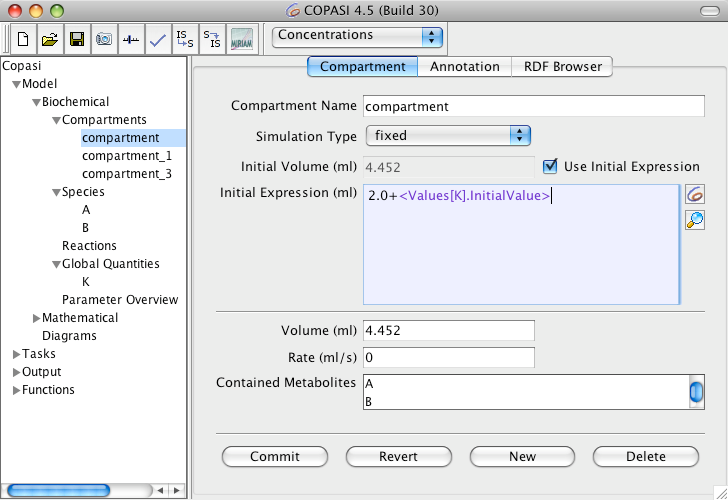 COPASI 4.5 (Build 30)
IS →S
S→ IS
MIRIAM
Concentrations
Copasi
Model
Biochemical
Compartments
compartment
compartment_1
compartment_3
Species
A
B
Reactions
Global Quantities
K
Parameter Overview
Mathematical
Diagrams
Tasks
Output
Functions
Compartment Annotation RDF Browser
Compartment Name compartment
Simulation Type fixed
Initial Volume (ml) 4.452 Use Initial Expression
Initial Expression (ml) 2.0+<Values[K].InitialValue>
Volume (ml) 4.452
Rate (ml/s) 0
Contained Metabolites A
B
Commit Revert New Delete